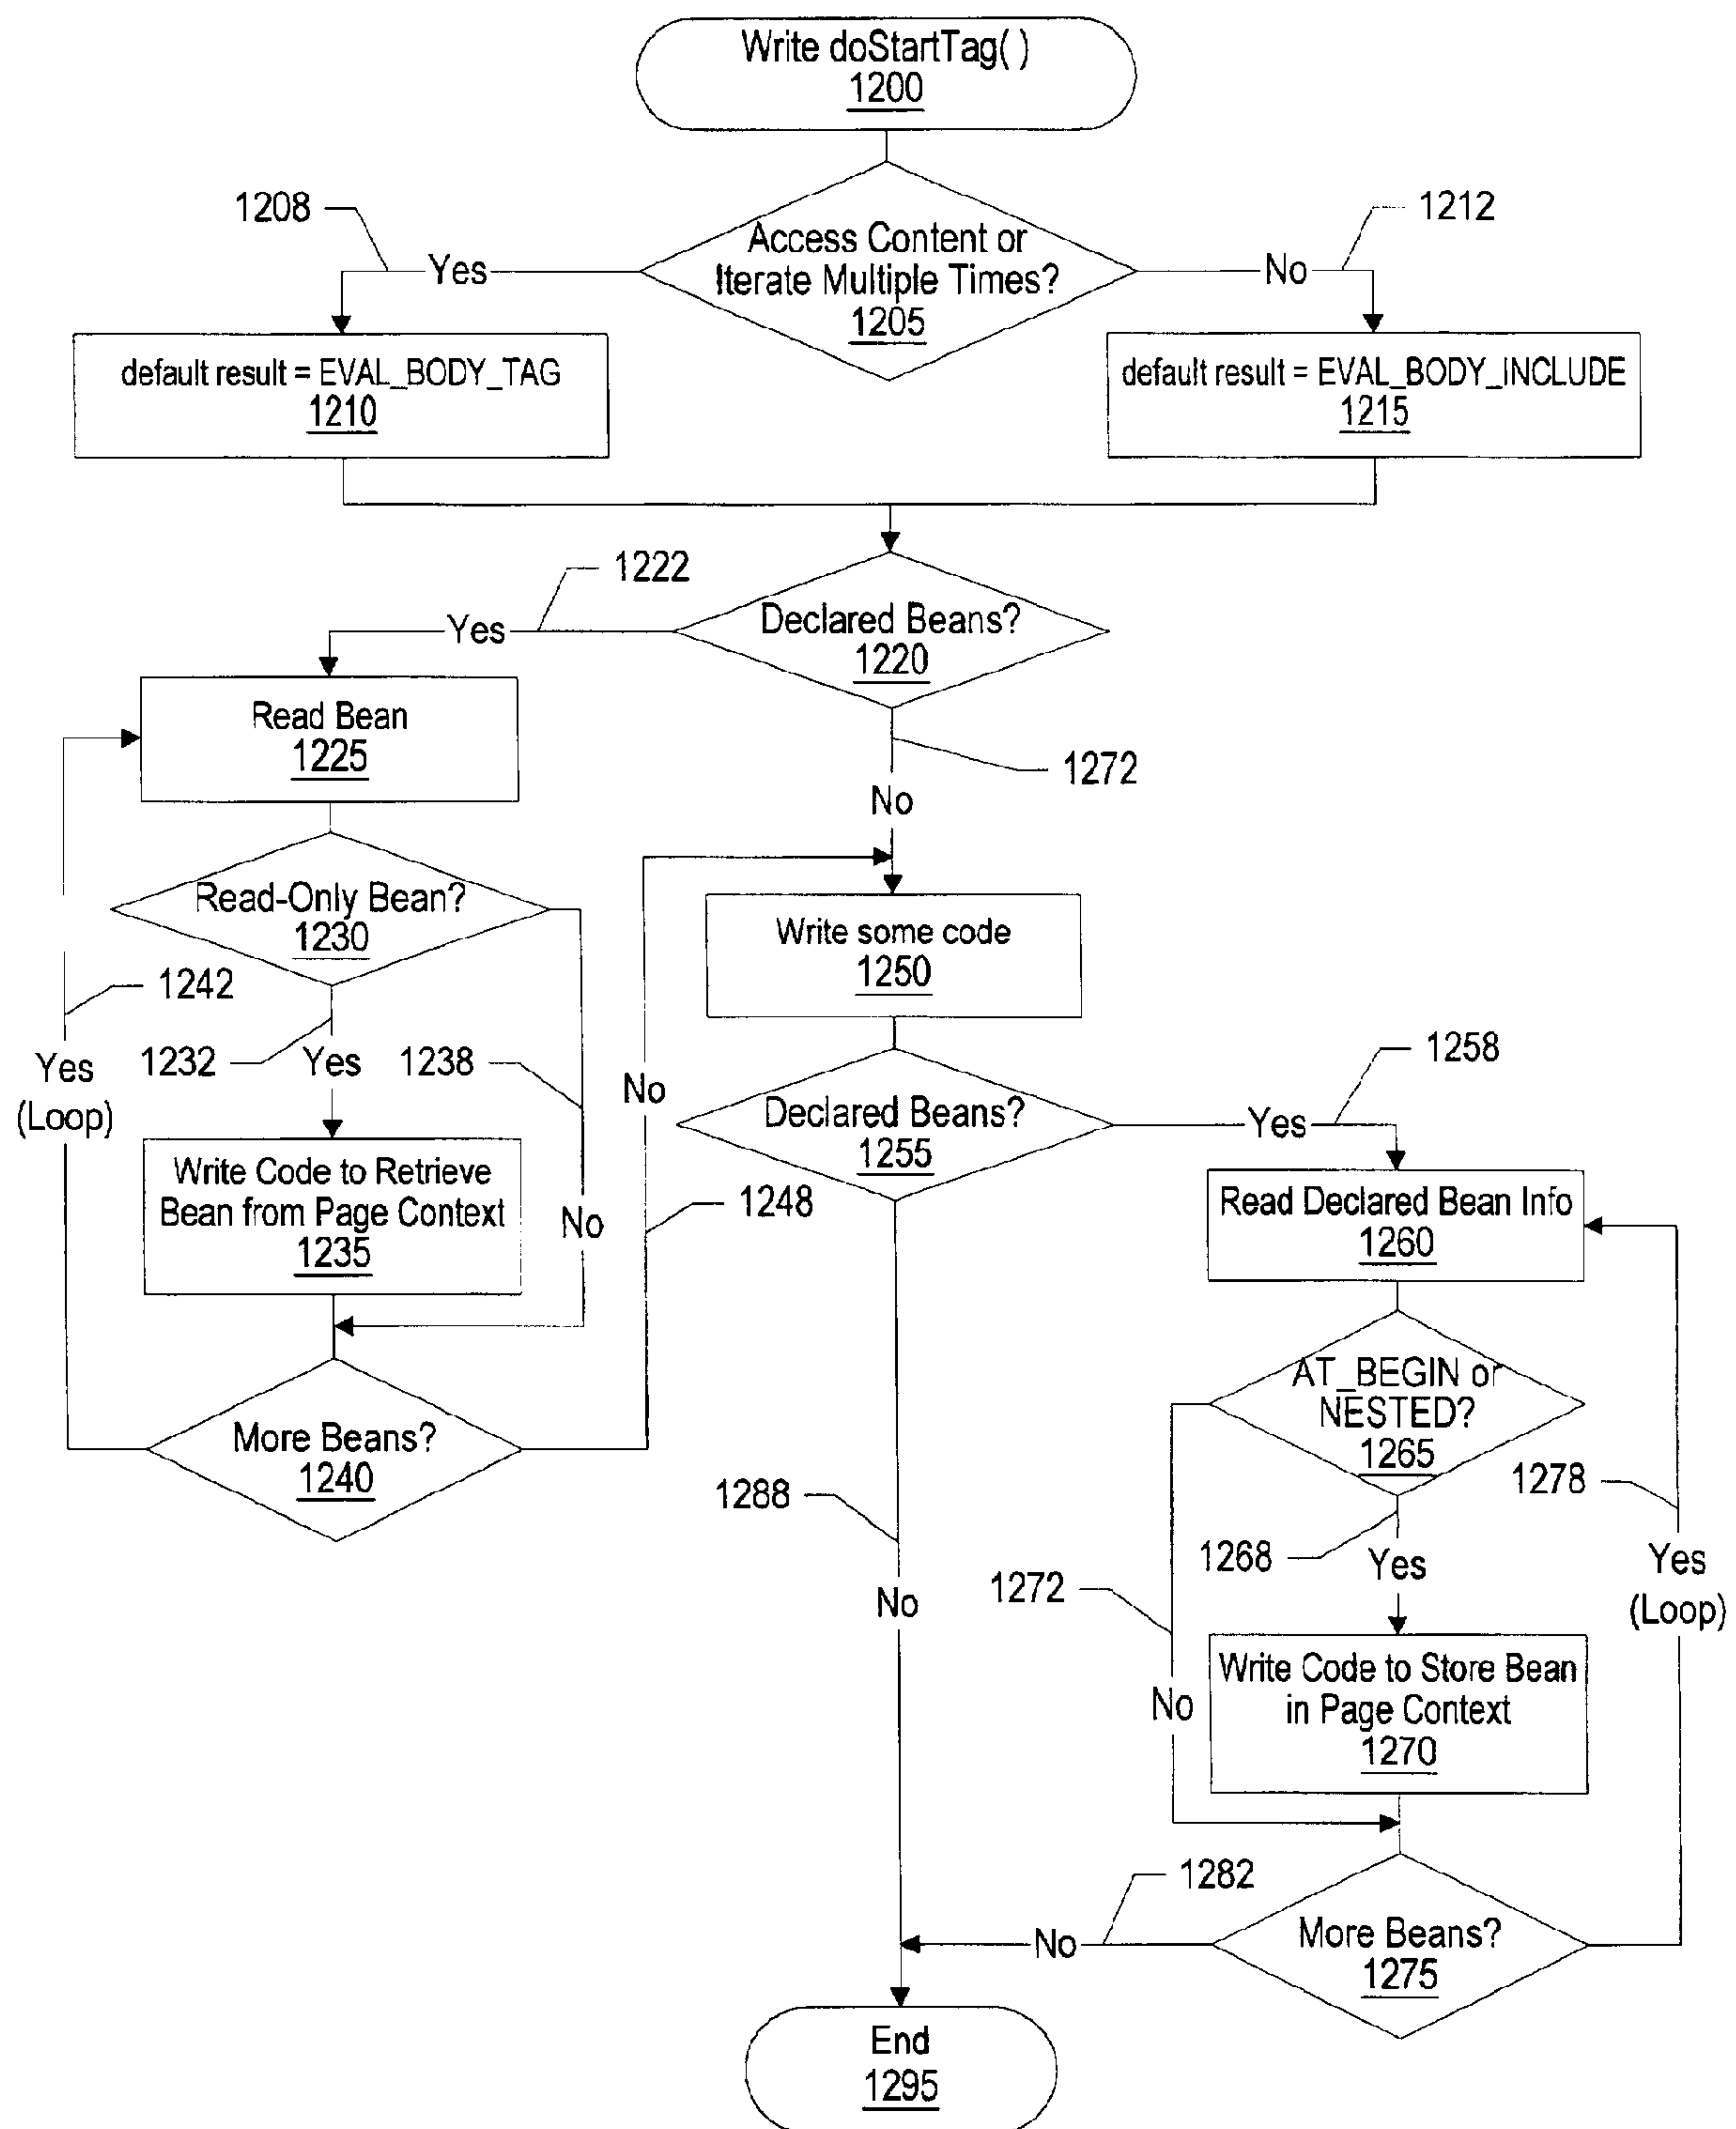 Write doStartTag( )
1200
1208
1212
Access Content or
Iterate Multiple Times?
1205
Yes
No
default result = EVAL_BODY_TAG
1210
default result = EVAL_BODY_INCLUDE
1215
1222
Declared Beans?
1220
Yes
Read Bean
1225
1272
No
Read-Only Bean?
1230
Write some code
1250
1242
1232
Yes
1238
Yes
(Loop)
No
1258
Declared Beans?
1255
Yes
Write Code to Retrieve
Bean from Page Context
1235
No
1248
Read Declared Bean Info
1260
AT_BEGIN or
NESTED?
1265
More Beans?
1240
1288
1278
1268
Yes
Yes
(Loop)
1272
No
No
Write Code to Store Bean
in Page Context
1270
1282
No
More Beans?
1275
End
1295